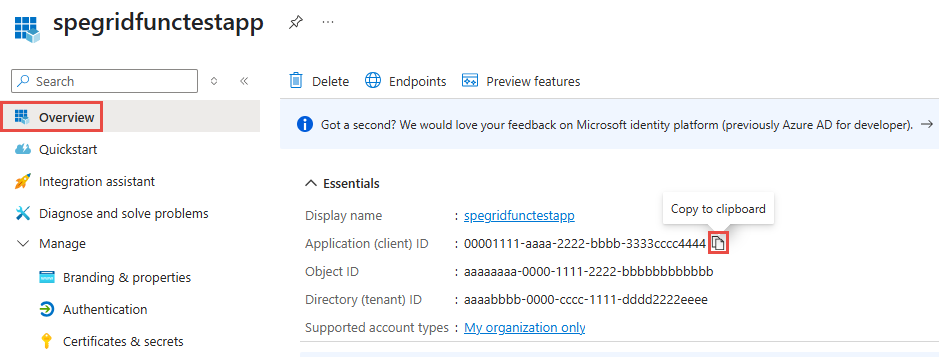 spegridfunctestapp
Search
Delete Endpoints Preview features
Overview
Got a second? We would love your feedback on Microsoft identity platform (previously Azure AD for developer).
Quickstart
Integration assistant
Diagnose and solve problems
Manage
Branding & properties
Authentication
Certificates & secrets
Essentials
Copy to clipboard
Display name : spegridfunctestapp
Application (client) ID : 00001111-aaaa-2222-bbbb-3333cccc4444
Object ID : aaaaaaaa-0000-1111-2222-bbbbbbbbbbbb
Directory (tenant) ID : aaaabbbb-0000-cccc-1111-dddd2222eeee
Supported account types : My organization only